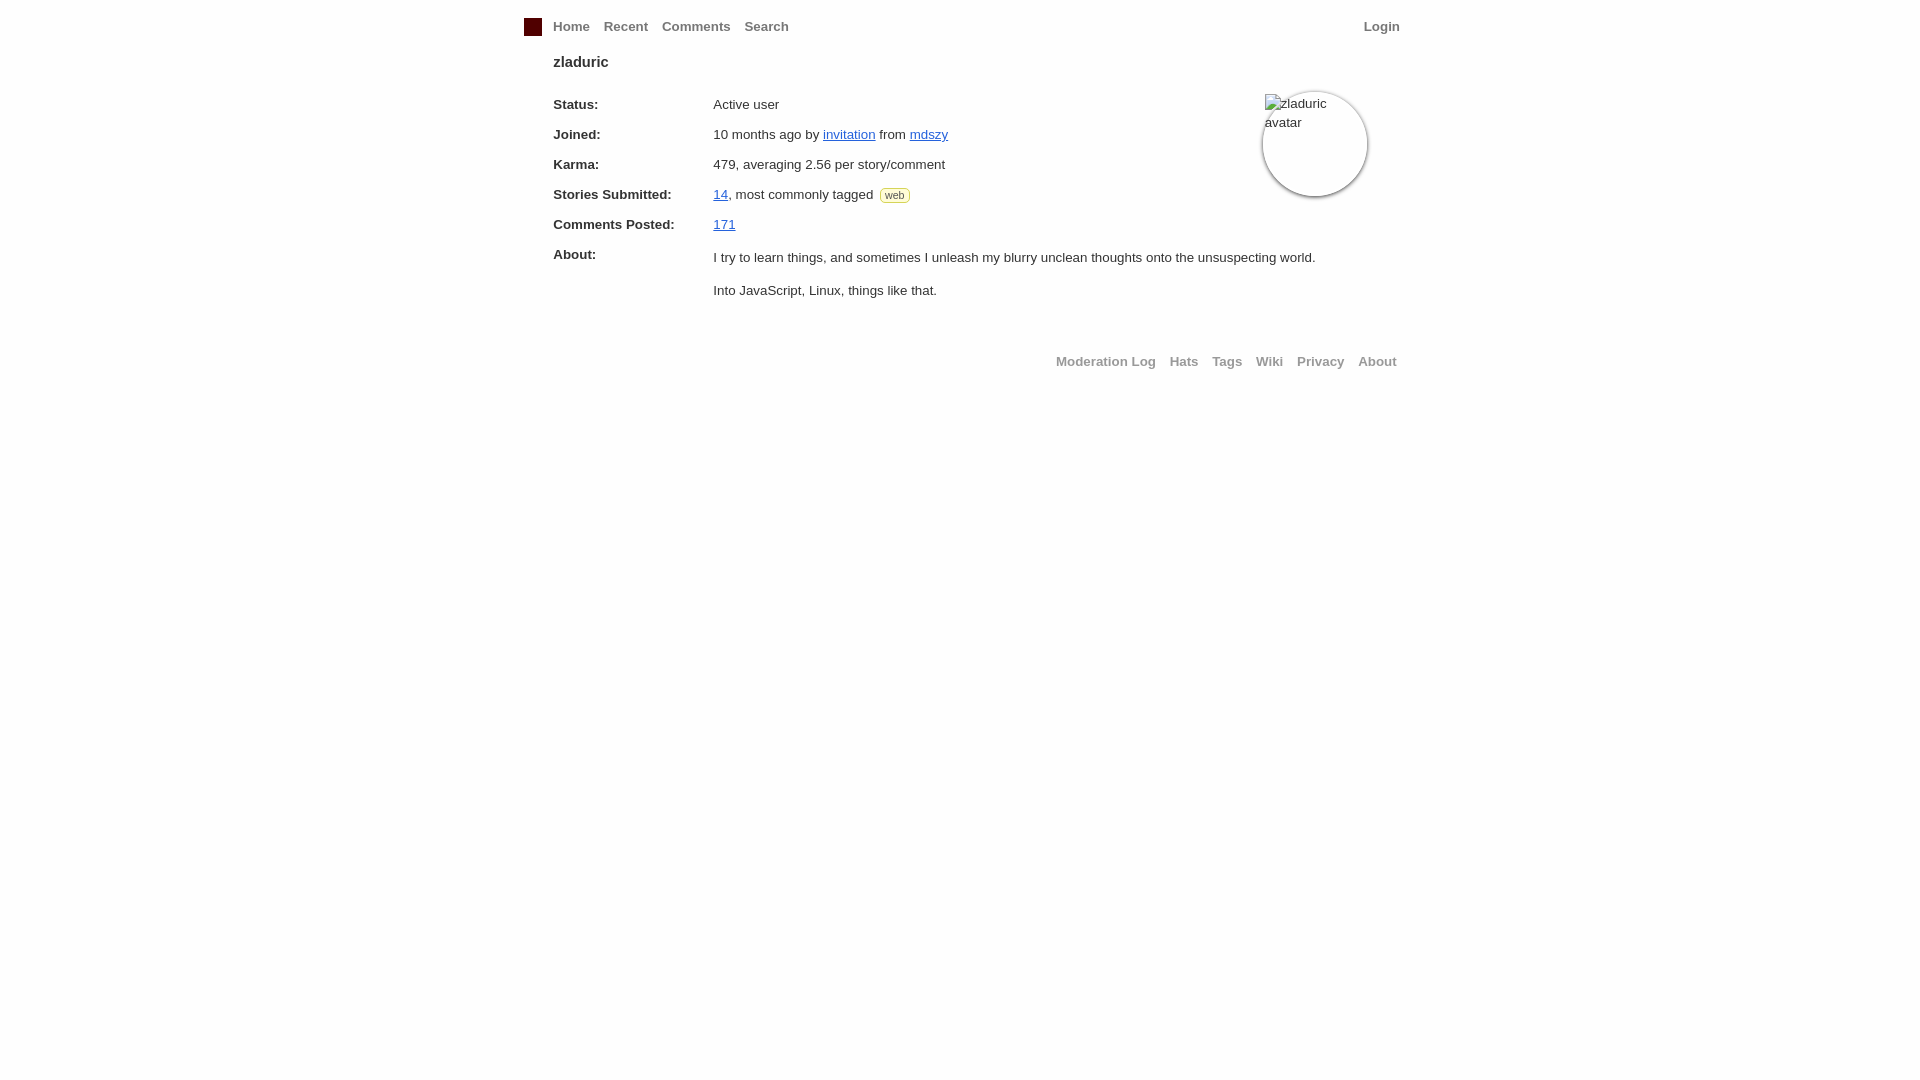 Home Recent Comments Search Login
zladuric
Status: Active user
zladuric
avatar
Joined: 10 months ago by invitation from mdszy
Karma: 479, averaging 2.56 per story/comment
Stories Submitted: 14, most commonly tagged web
Comments Posted: 171
About: I try to learn things, and sometimes I unleash my blurry unclean thoughts onto the unsuspecting world.
Into JavaScript, Linux, things like that.
Moderation Log Hats Tags Wiki Privacy About